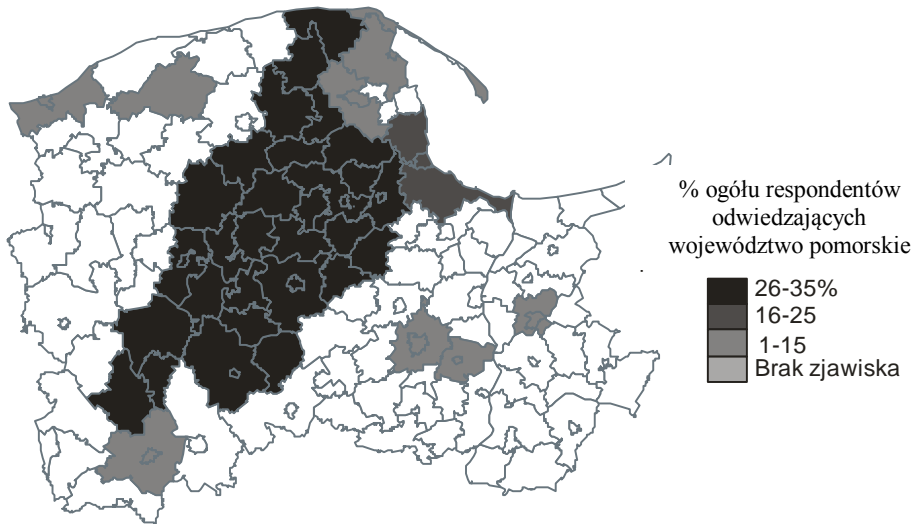 % ogółu respondentów
odwiedzających
województwo pomorskie
26-35%
16-25
1-15
Brak zjawiska